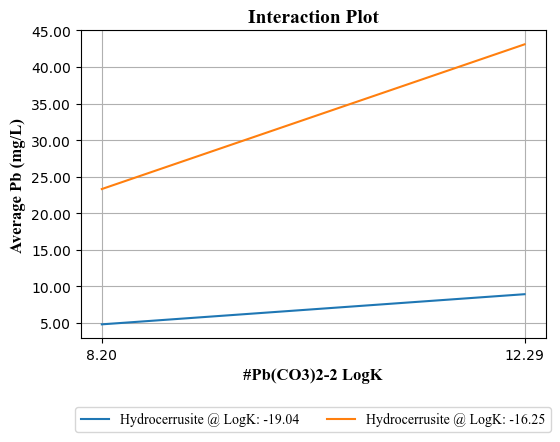 Interaction Plot
45.00
40.00
35.00
30.00
25.00
20.00
15.00
10.00
5.00
Average Pb (mg/L)
8.20 12.29
#Pb(CO3)2-2 LogK
Hydrocerrusite @ LogK: -19.04 Hydrocerrusite @ LogK: -16.25